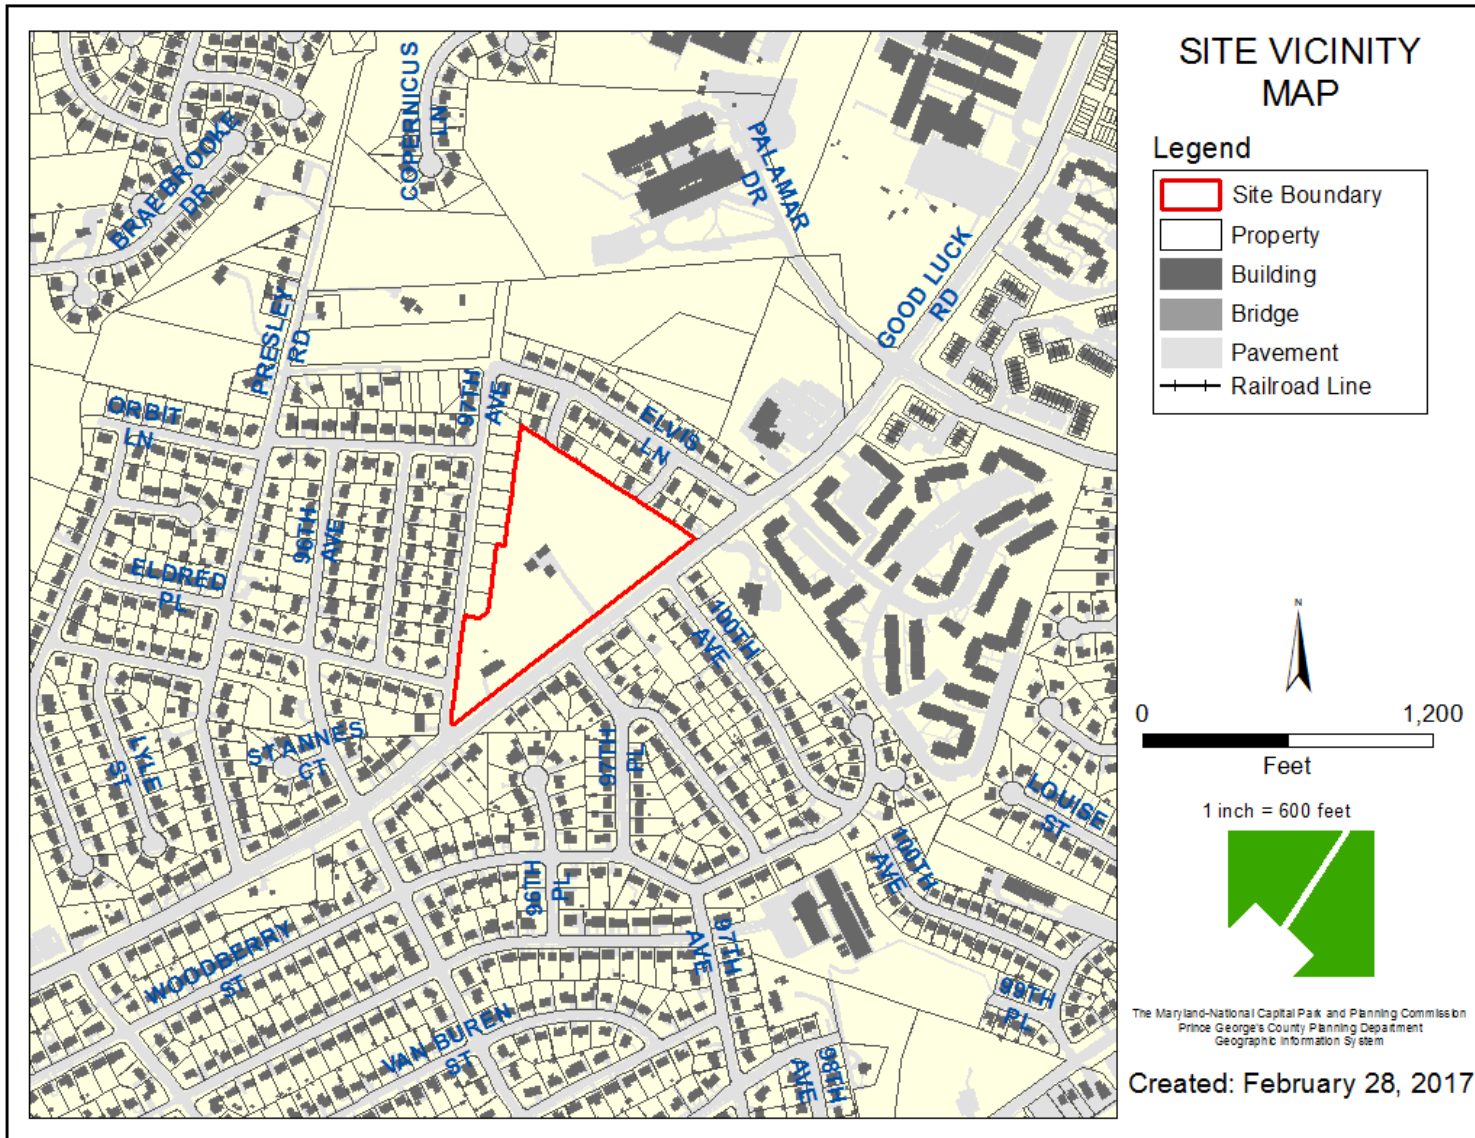 SITE VICINITY
MAP
Legend
Site Boundary
Property
Building
Bridge
Pavement
Railroad Line
N
0 1,200
Feet
1 inch = 600 feet
The Maryland-National Capital Park and Planning Commission
Prince George's County Planning Department
Geographic Information System
Created: February 28, 2017
COPERNICUS
LN
BRAE BROOKE
DR
PALAMAR
DR
GOOD LUCK
RD
PRESLEY
RD
97TH
AVE
ORBIT
LN
ELVIS
LN
96TH
AVE
ELDRED
PL
100TH
AVE
LYLE
ST
ST ANNES
CT
97TH
PL
LOUISE
ST
96TH
PL
100TH
AVE
WOODBERRY
ST
97TH
AVE
99TH
PL
VAN BUREN
ST
98TH
AVE